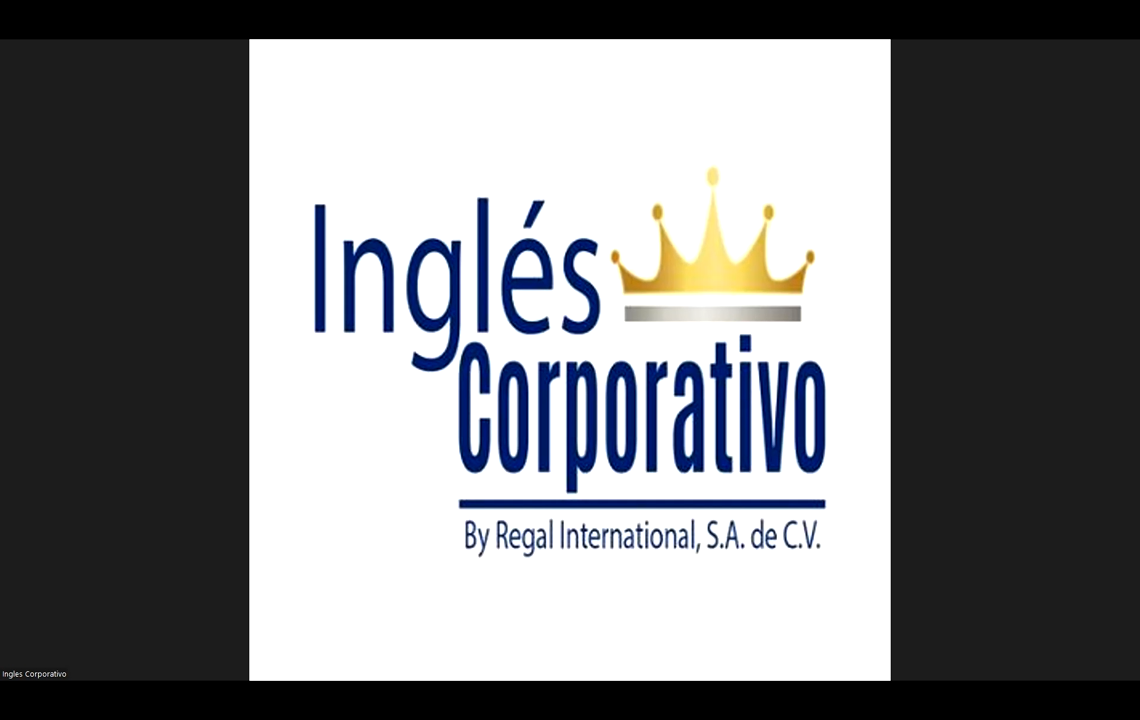 Inglés
Corporativo
By Regal International, S.A. de C.V.
Ingles Corporativo